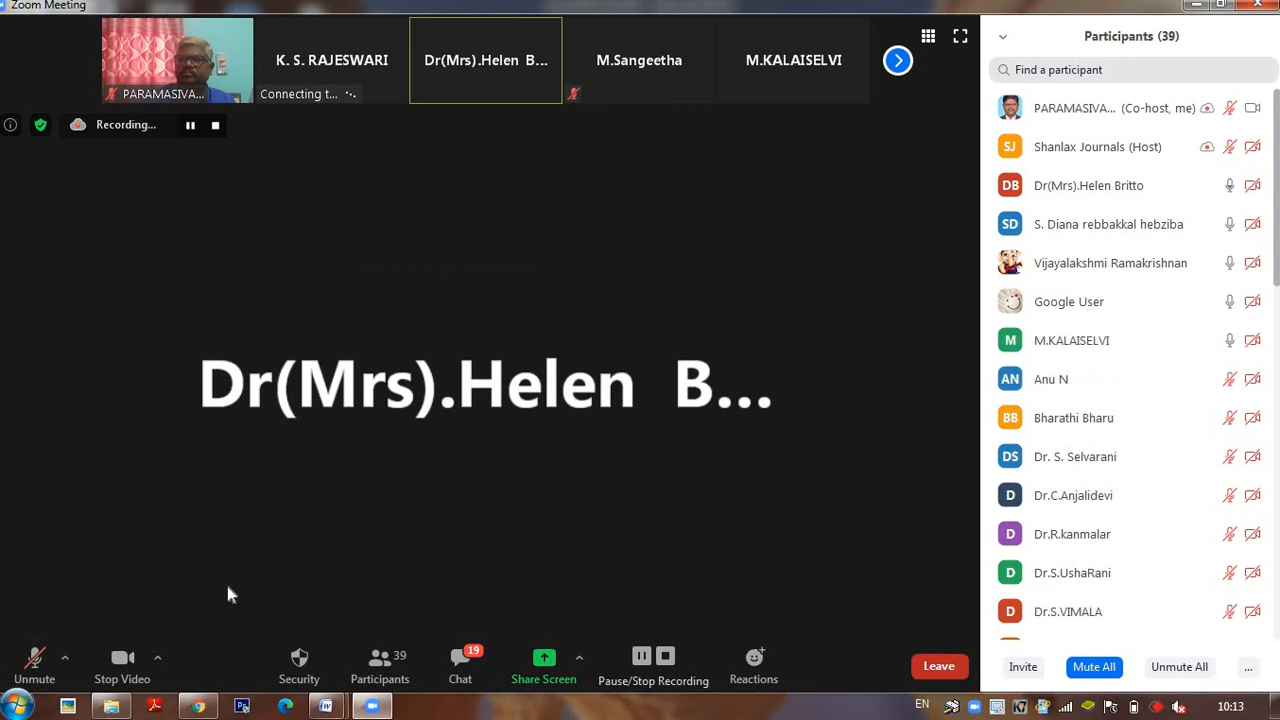 Zoom Meeting
PARAMASIVA...
K. S. RAJESWARI
Connecting t...
Dr(Mrs).Helen B...
M.Sangeetha
M.KALAISELVI
Recording...
Dr(Mrs).Helen B...
Participants (39)
Find a participant
PARAMASIVA... (Co-host, me)
SJ Shanlax Journals (Host)
DB Dr(Mrs).Helen Britto
SD S. Diana rebbakkal hebziba
Vijayalakshmi Ramakrishnan
Google User
M M.KALAISELVI
AN Anu N
BB Bharathi Bharu
DS Dr. S. Selvarani
D Dr.C.Anjalidevi
D Dr.R.kanmalar
D Dr.S.UshaRani
D Dr.S.VIMALA
Invite Mute All Unmute All ...
Unmute
Stop Video
Security
39
Participants
19
Chat
Share Screen
Pause/Stop Recording
Reactions
Leave
EN
K7
10:13